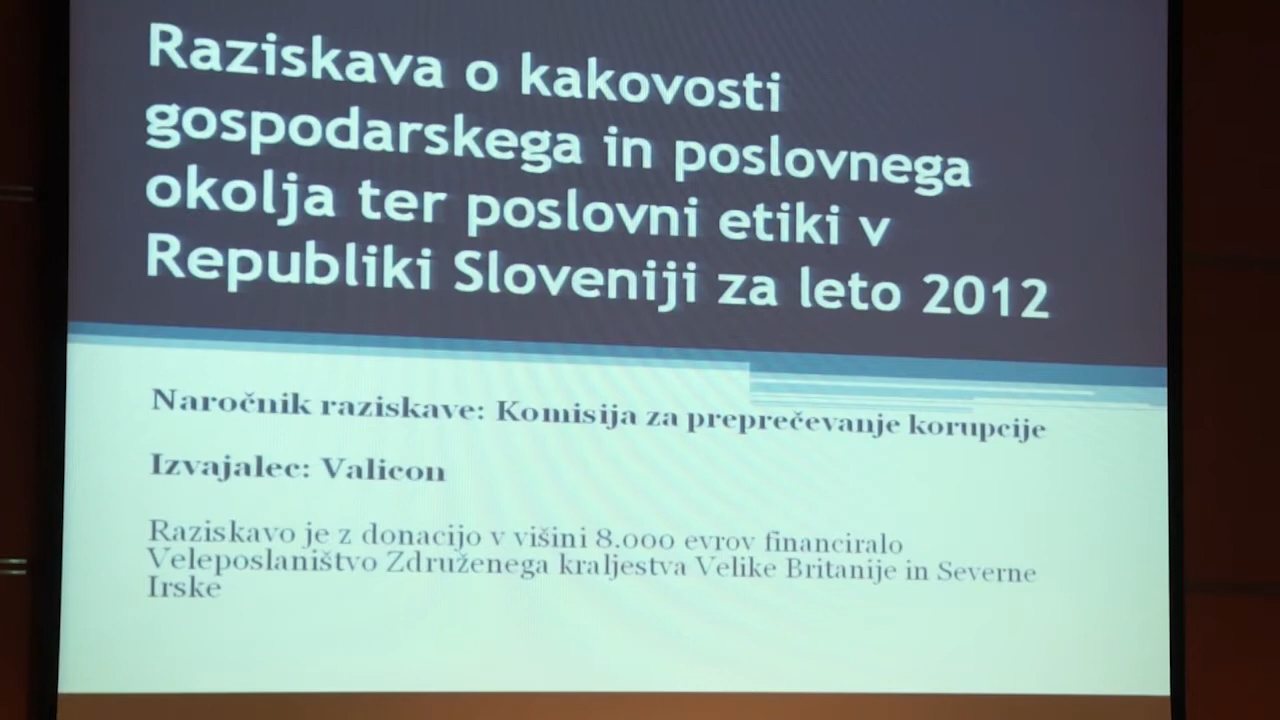 Raziskava o kakovosti
gospodarskega in poslovnega
okolja ter poslovni etiki v
Republiki Sloveniji za leto 2012
Naročnik raziskave: Komisija za preprečevanje korupcije
Izvajalec: Valicon
Raziskavo je z donacijo v višini 8.000 evrov financiralo
Veleposlaništvo Združenega kraljestva Velike Britanije in Severne
Irske